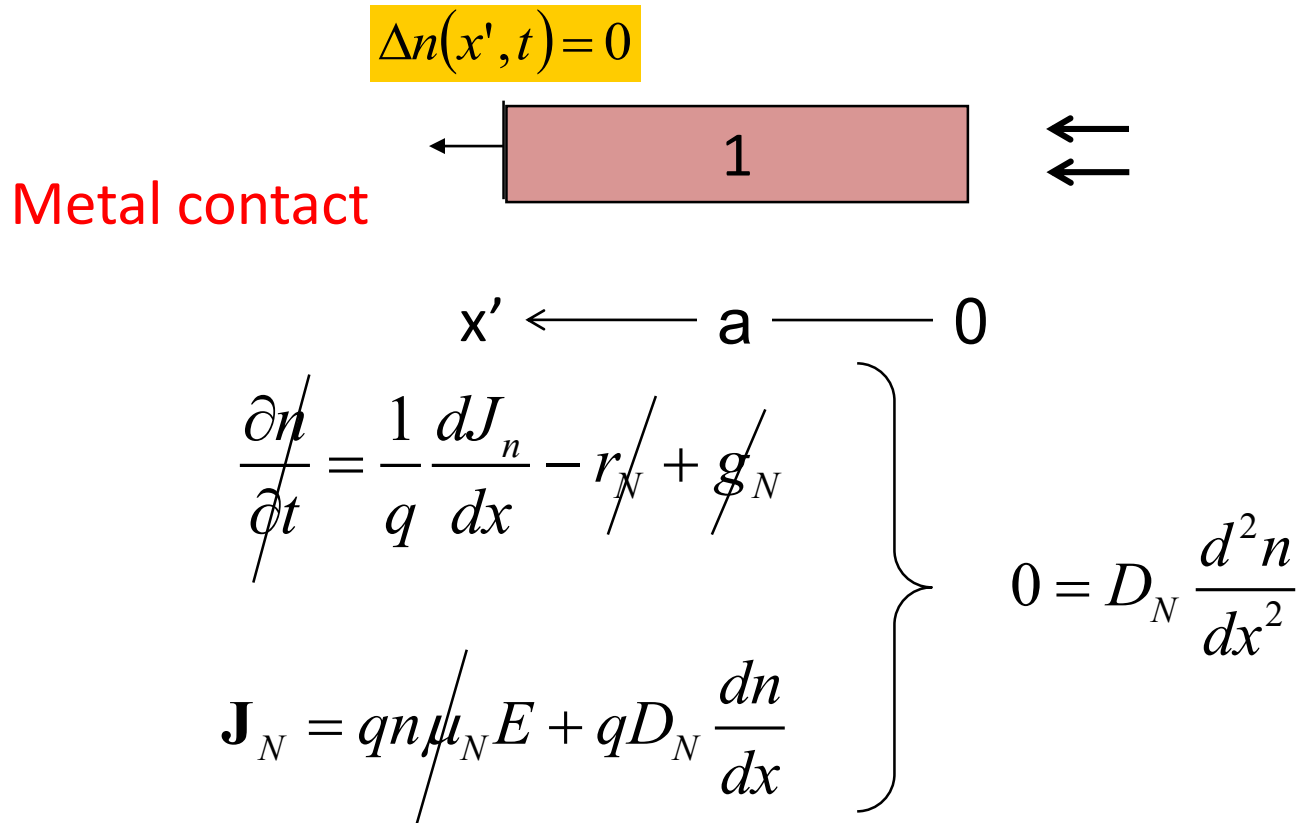 Δn(x',t)=0
1
Metal contact
x’ ← a — 0
∂n/∂t = 1/q dJₙ/dx − r_N + g_N
0 = D_N d²n/dx²
J_N = qnμ_N E + qD_N dn/dx